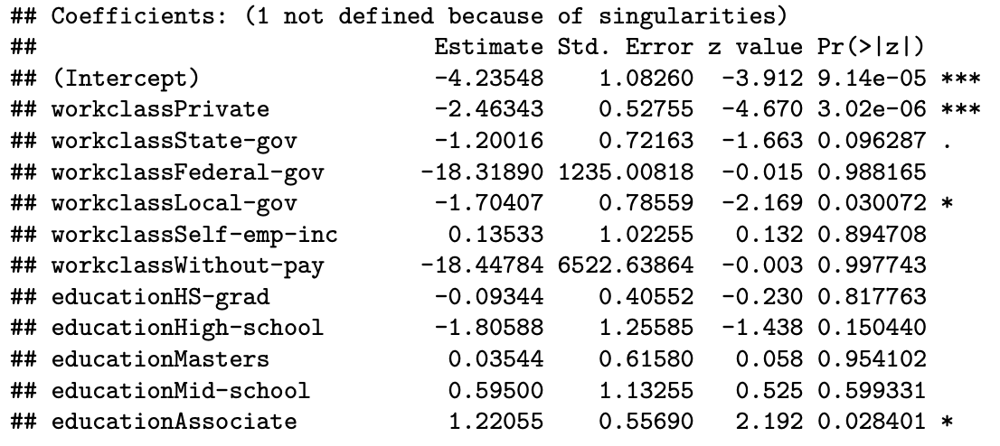 ## Coefficients: (1 not defined because of singularities)
##                       Estimate Std. Error z value Pr(>|z|)
## (Intercept)           -4.23548    1.08260  -3.912 9.14e-05 ***
## workclassPrivate      -2.46343    0.52755  -4.670 3.02e-06 ***
## workclassState-gov    -1.20016    0.72163  -1.663 0.096287 .
## workclassFederal-gov -18.31890 1235.00818  -0.015 0.988165
## workclassLocal-gov    -1.70407    0.78559  -2.169 0.030072 *
## workclassSelf-emp-inc  0.13533    1.02255   0.132 0.894708
## workclassWithout-pay -18.44784 6522.63864  -0.003 0.997743
## educationHS-grad      -0.09344    0.40552  -0.230 0.817763
## educationHigh-school  -1.80588    1.25585  -1.438 0.150440
## educationMasters       0.03544    0.61580   0.058 0.954102
## educationMid-school    0.59500    1.13255   0.525 0.599331
## educationAssociate     1.22055    0.55690   2.192 0.028401 *